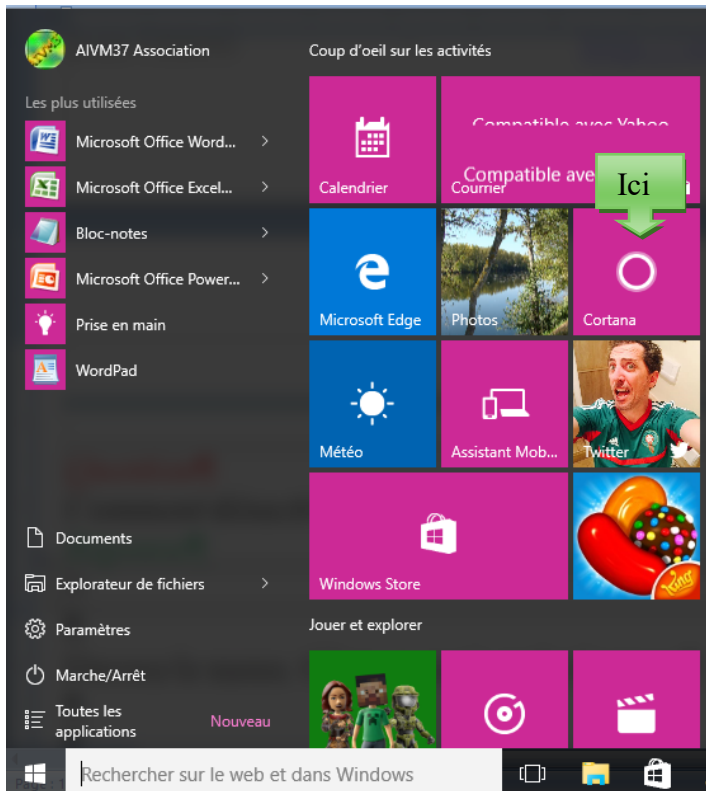 AIVM37 Association
Les plus utilisées
Microsoft Office Word...
Microsoft Office Excel...
Bloc-notes
Microsoft Office Power...
Prise en main
WordPad
Documents
Explorateur de fichiers
Paramètres
Marche/Arrêt
Toutes les
applications
Nouveau
Coup d'oeil sur les activités
Calendrier
Compatible avec Yahoo
Compatible ave
Courrier
Ici
Microsoft Edge
Photos
Cortana
Météo
Assistant Mob...
Twitter
Windows Store
King
Jouer et explorer
Rechercher sur le web et dans Windows